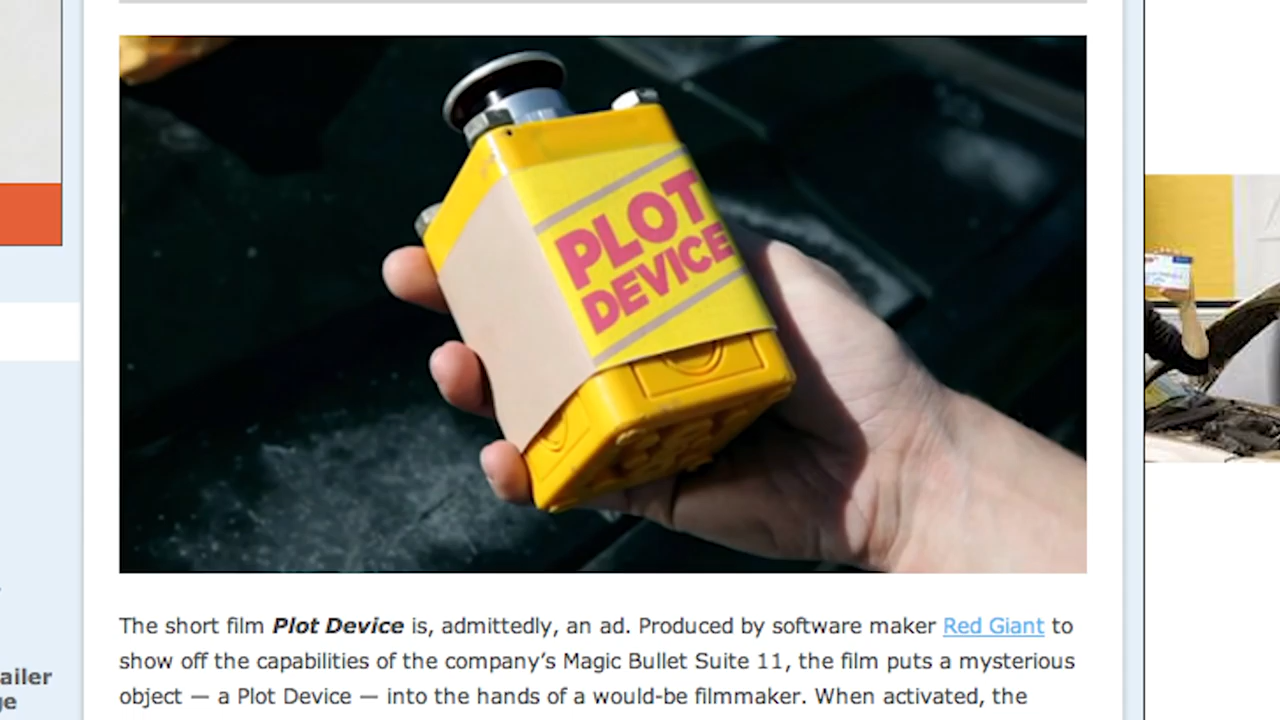 PLOT
DEVICE
The short film Plot Device is, admittedly, an ad. Produced by software maker Red Giant to
show off the capabilities of the company’s Magic Bullet Suite 11, the film puts a mysterious
object — a Plot Device — into the hands of a would-be filmmaker. When activated, the
ailer